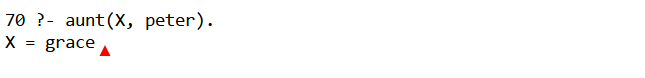 70 ?- aunt(X, peter).
X = grace